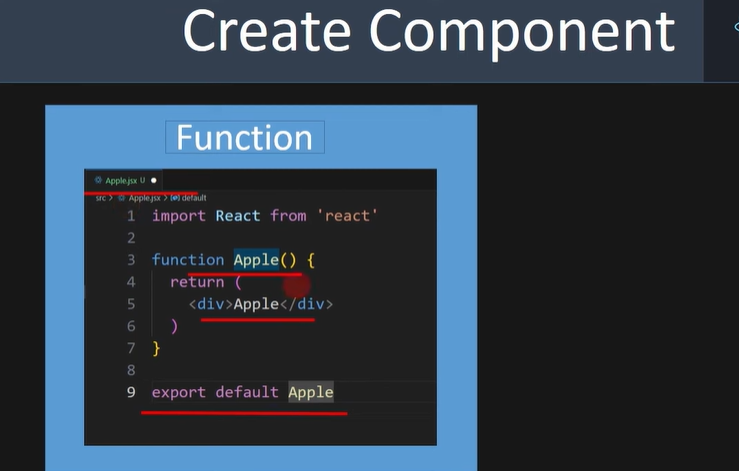 Create Component
Function
Apple.jsx U
src > Apple.jsx > default
1 import React from 'react'
2
3 function Apple() {
4 return (
5 <div>Apple</div>
6 )
7 }
8
9 export default Apple